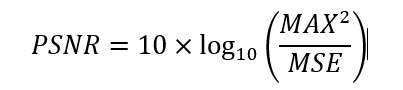 PSNR = 10 × log₁₀ (MAX²/MSE)